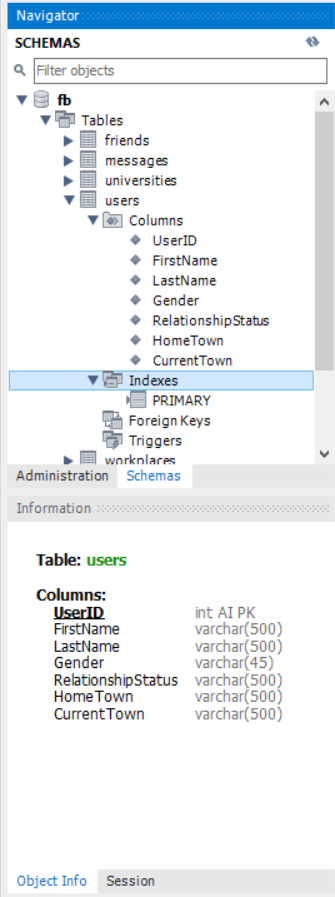 Navigator
SCHEMAS
Filter objects
fb
Tables
friends
messages
universities
users
Columns
UserID
FirstName
LastName
Gender
RelationshipStatus
HomeTown
CurrentTown
Indexes
PRIMARY
Foreign Keys
Triggers
workplaces
Administration Schemas
Information
Table: users
Columns:
UserID int AI PK
FirstName varchar(500)
LastName varchar(500)
Gender varchar(45)
RelationshipStatus varchar(500)
HomeTown varchar(500)
CurrentTown varchar(500)
Object Info Session